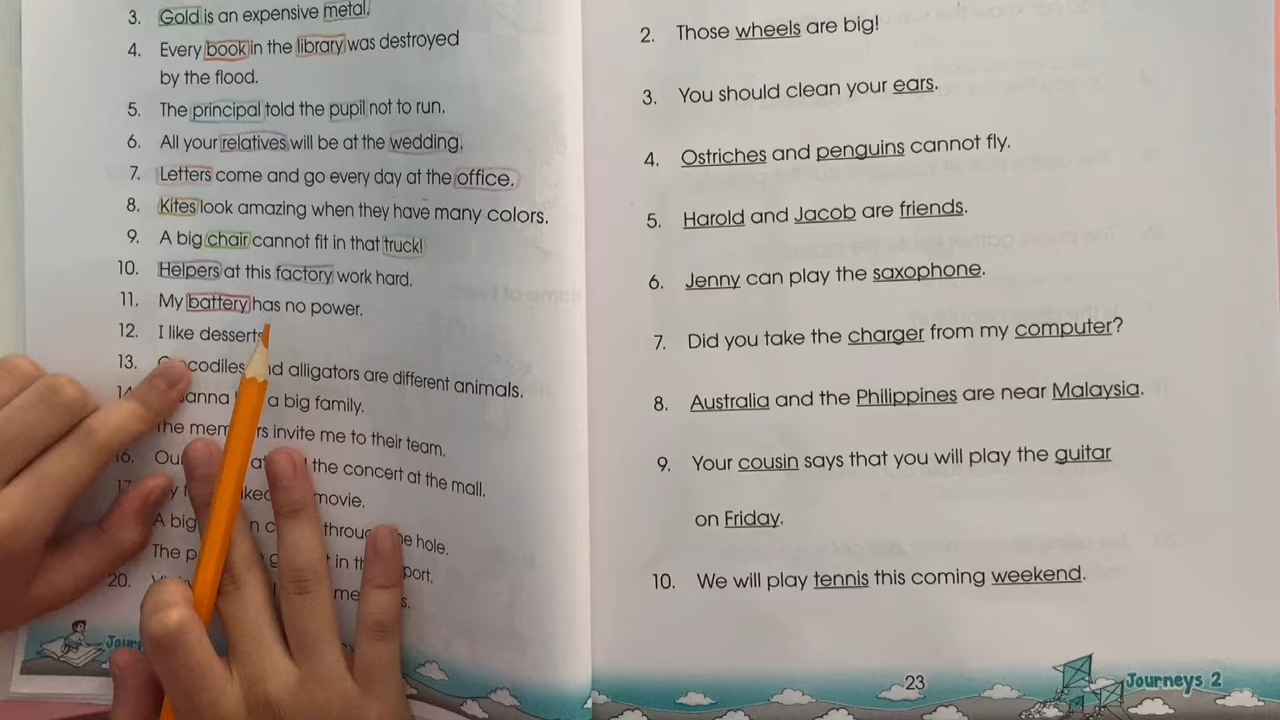 3. Gold is an expensive metal.
4. Every book in the library was destroyed
by the flood.
5. The principal told the pupil not to run.
6. All your relatives will be at the wedding.
7. Letters come and go every day at the office.
8. Kites look amazing when they have many colors.
9. A big chair cannot fit in that truck!
10. Helpers at this factory work hard.
11. My battery has no power.
12. I like desserts
13. alligators are different animals.
a big family.
The invite me to their team.
16. the concert at the mall.
movie.
A big hole.
The in
20.
2. Those wheels are big!
3. You should clean your ears.
4. Ostriches and penguins cannot fly.
5. Harold and Jacob are friends.
6. Jenny can play the saxophone.
7. Did you take the charger from my computer?
8. Australia and the Philippines are near Malaysia.
9. Your cousin says that you will play the guitar
on Friday.
10. We will play tennis this coming weekend.
23
Journeys 2